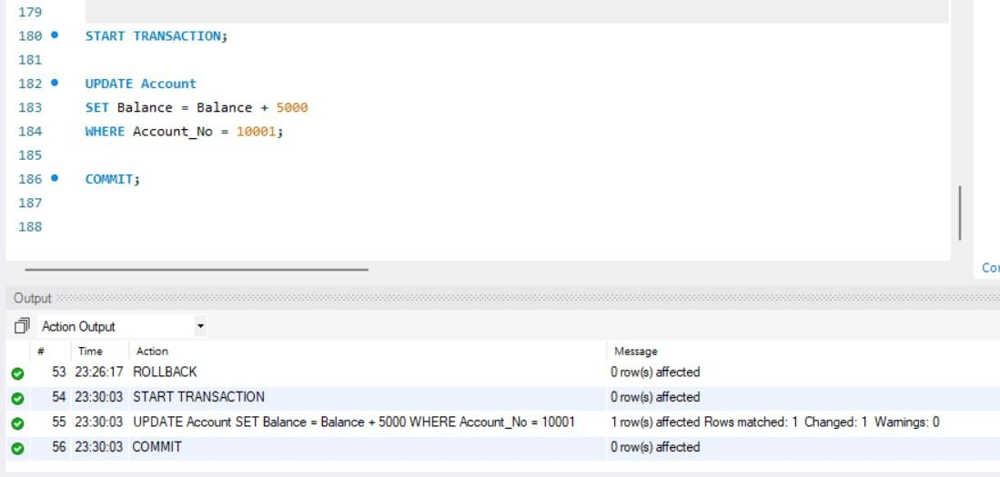 179
180 START TRANSACTION;
181
182 UPDATE Account
183 SET Balance = Balance + 5000
184 WHERE Account_No = 10001;
185
186 COMMIT;
187
188
Output
Action Output
# Time Action Message
53 23:26:17 ROLLBACK 0 row(s) affected
54 23:30:03 START TRANSACTION 0 row(s) affected
55 23:30:03 UPDATE Account SET Balance = Balance + 5000 WHERE Account_No = 10001 1 row(s) affected Rows matched: 1 Changed: 1 Warnings: 0
56 23:30:03 COMMIT 0 row(s) affected